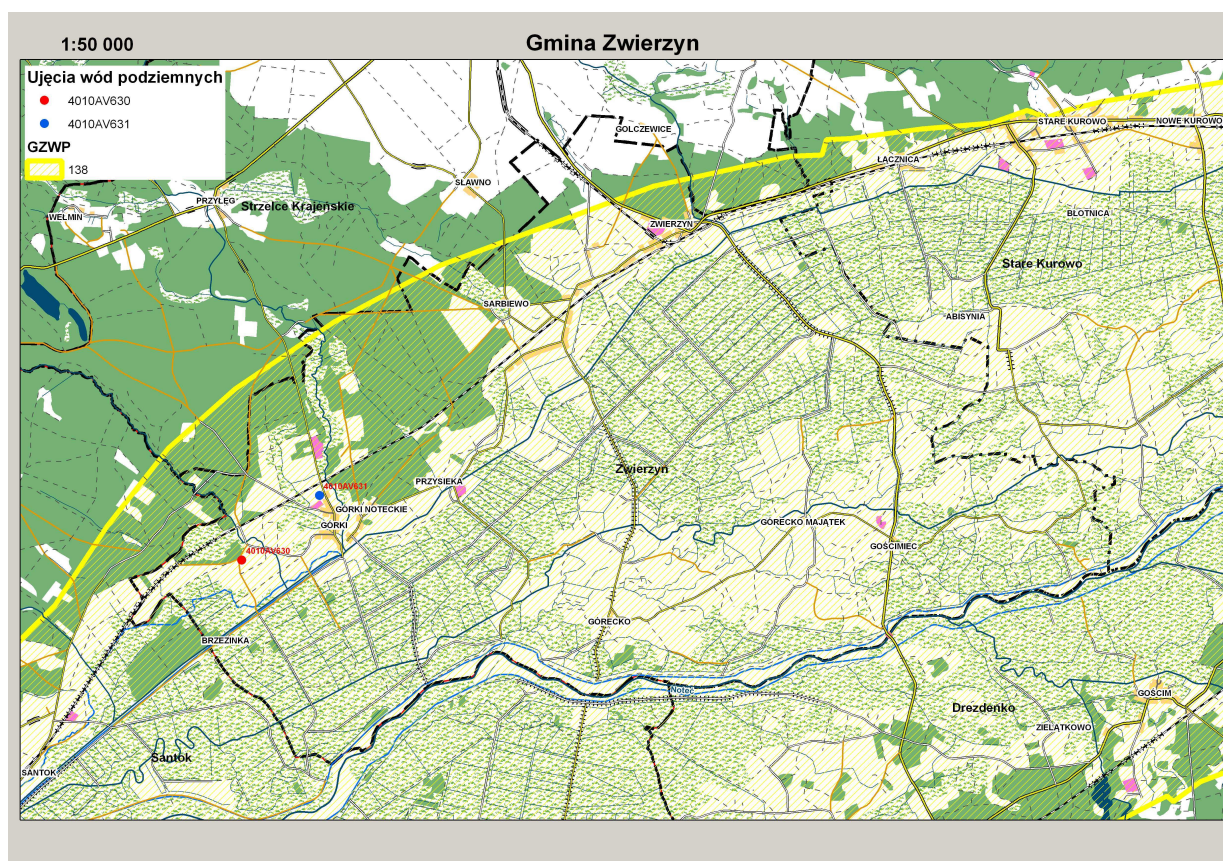 1:50 000
Gmina Zwierzyn
Ujęcia wód podziemnych
4010AV630
4010AV631
GZWP
138
GOLCZEWICE
STARE KUROWO
NOWE KUROWO
ŁĄCZNICA
SŁAWNO
PRZYŁĘG
Strzelce Krajeńskie
WEŁMIN
BŁOTNICA
ZWIERZYN
Stare Kurowo
SARBIEWO
ABISYNIA
Zwierzyn
PRZYSIEKA
4010AV631
GÓRKI NOTECKIE
GÓRKI
GÓRECKO MAJĄTEK
GOŚCIMIEC
4010AV630
GÓRECKO
BRZEZINKA
Noteć
GOŚCIM
Drezdenko
ZIELĄTKOWO
Santok
SANTOK